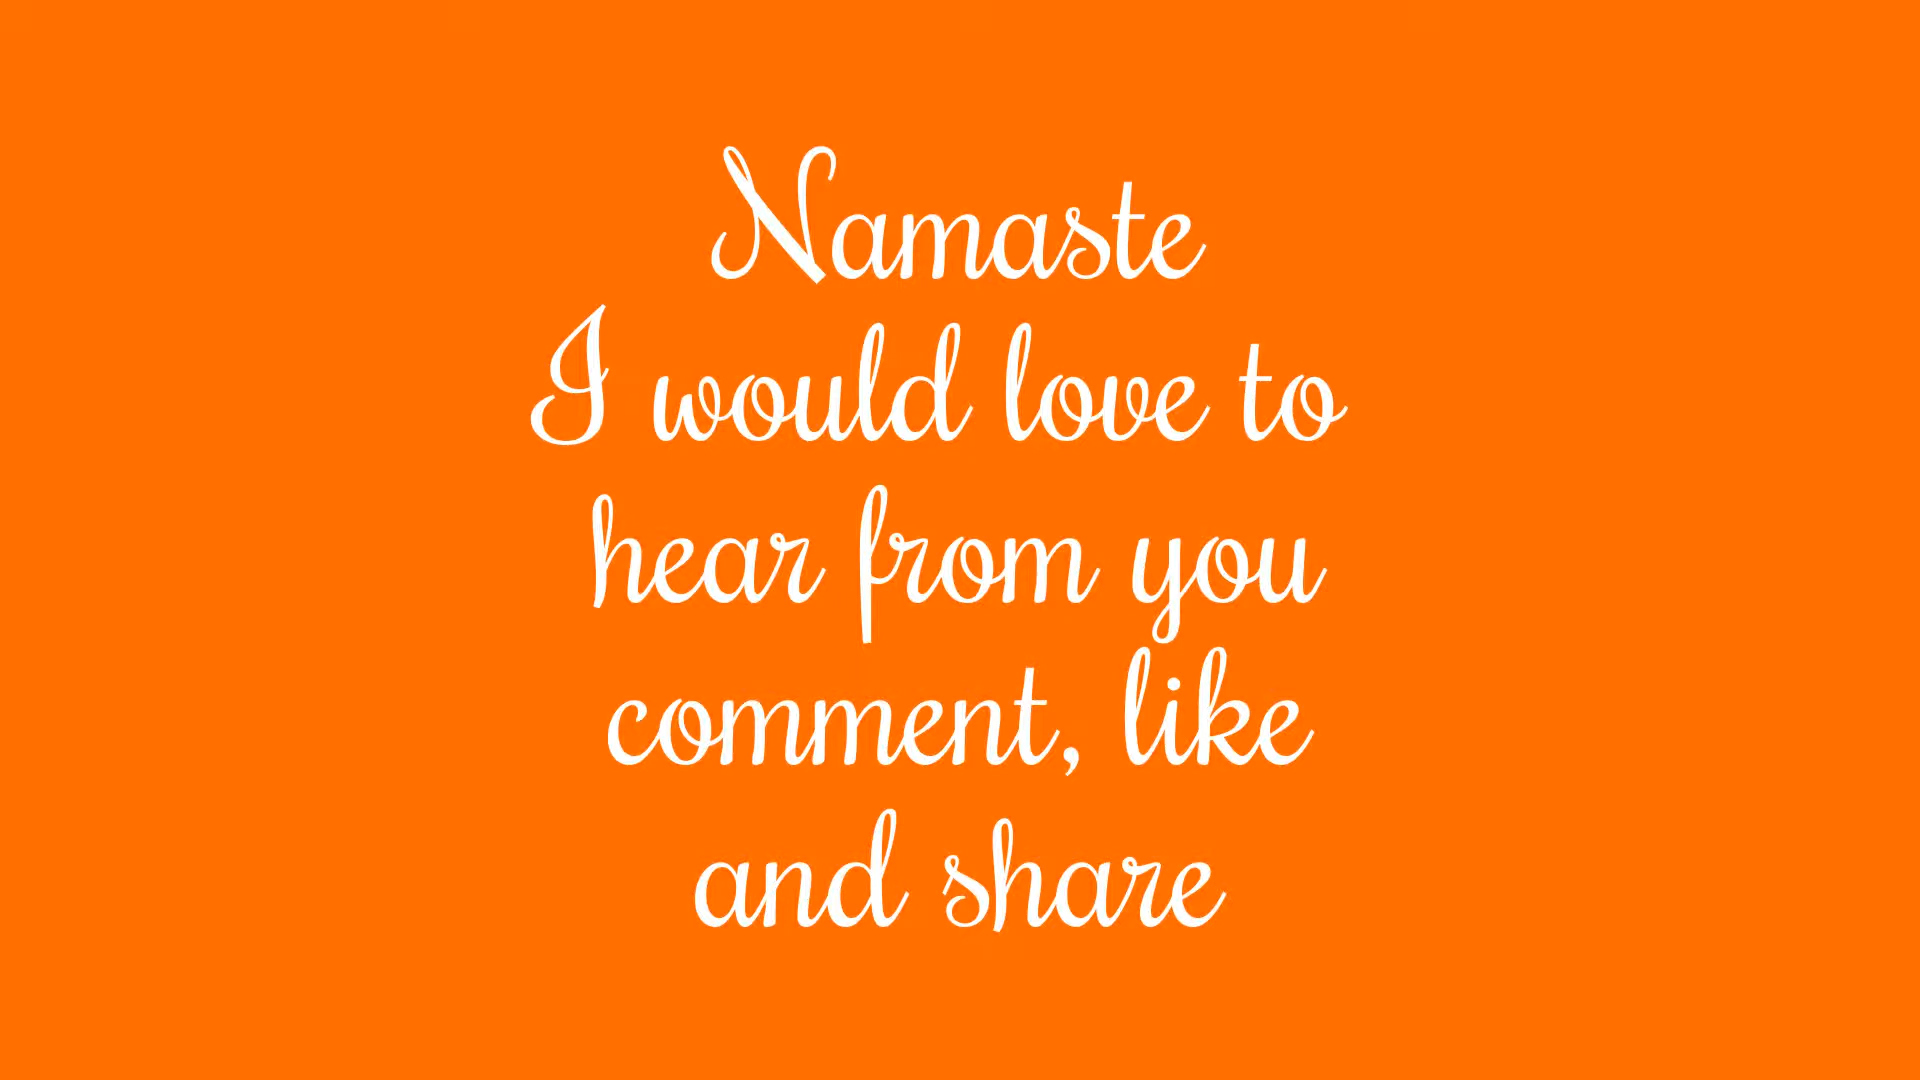 Namaste
I would love to
hear from you
comment, like
and share